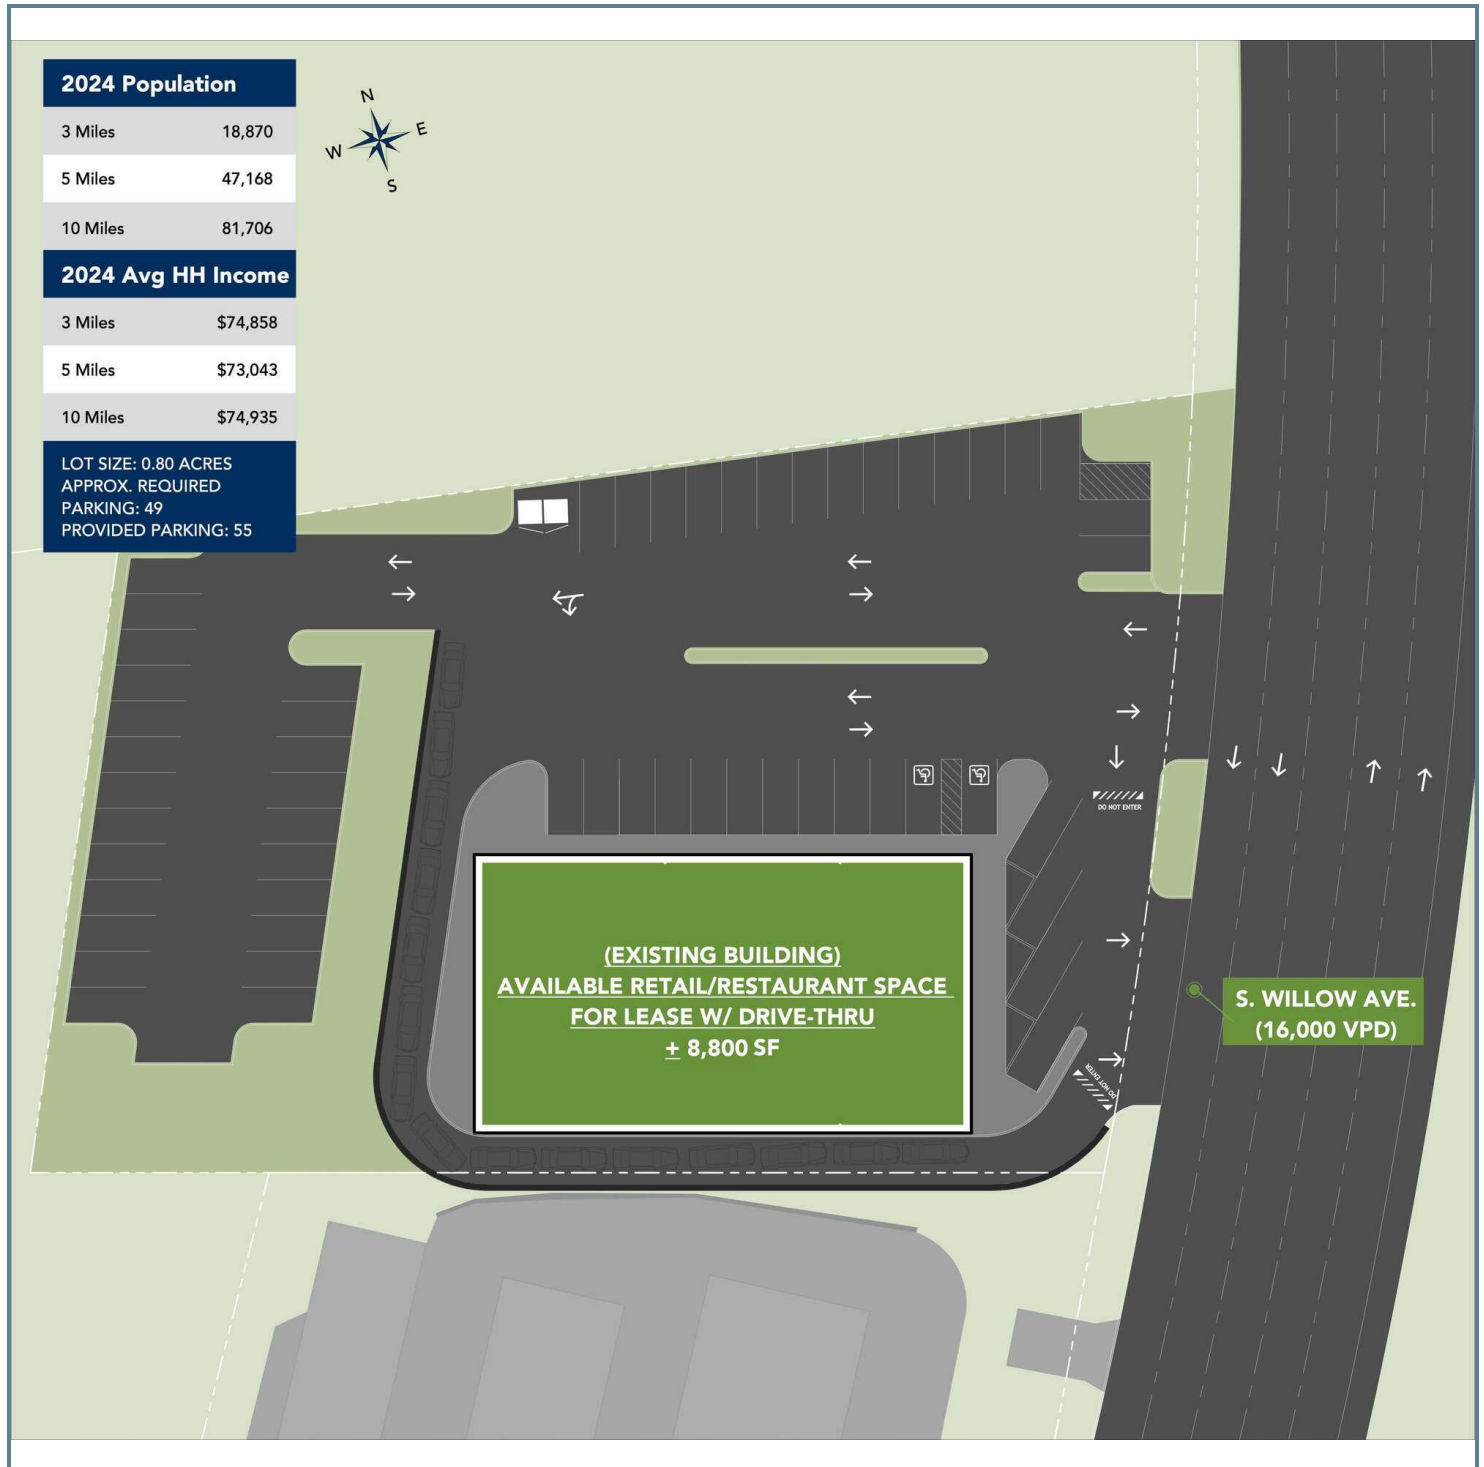 2024 Population
3 Miles 18,870
5 Miles 47,168
10 Miles 81,706
2024 Avg HH Income
3 Miles $74,858
5 Miles $73,043
10 Miles $74,935
LOT SIZE: 0.80 ACRES
APPROX. REQUIRED
PARKING: 49
PROVIDED PARKING: 55
N
E
W
S
DO NOT ENTER
(EXISTING BUILDING)
AVAILABLE RETAIL/RESTAURANT SPACE
FOR LEASE W/ DRIVE-THRU
± 8,800 SF
S. WILLOW AVE.
(16,000 VPD)
DO NOT ENTER